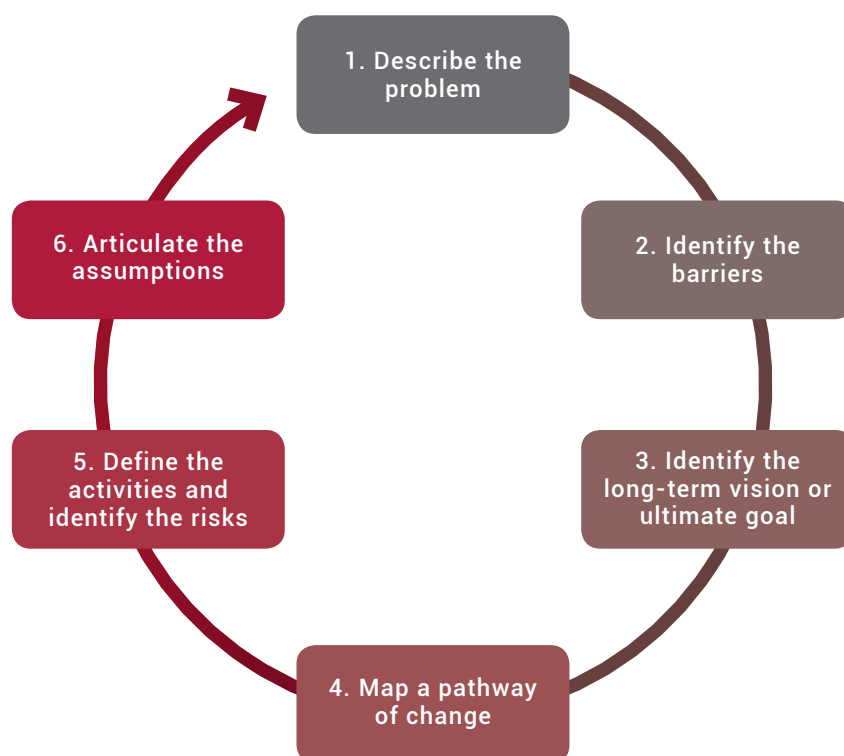 1. Describe the
problem
2. Identify the
barriers
3. Identify the
long-term vision or
ultimate goal
4. Map a pathway
of change
5. Define the
activities and
identify the risks
6. Articulate the
assumptions